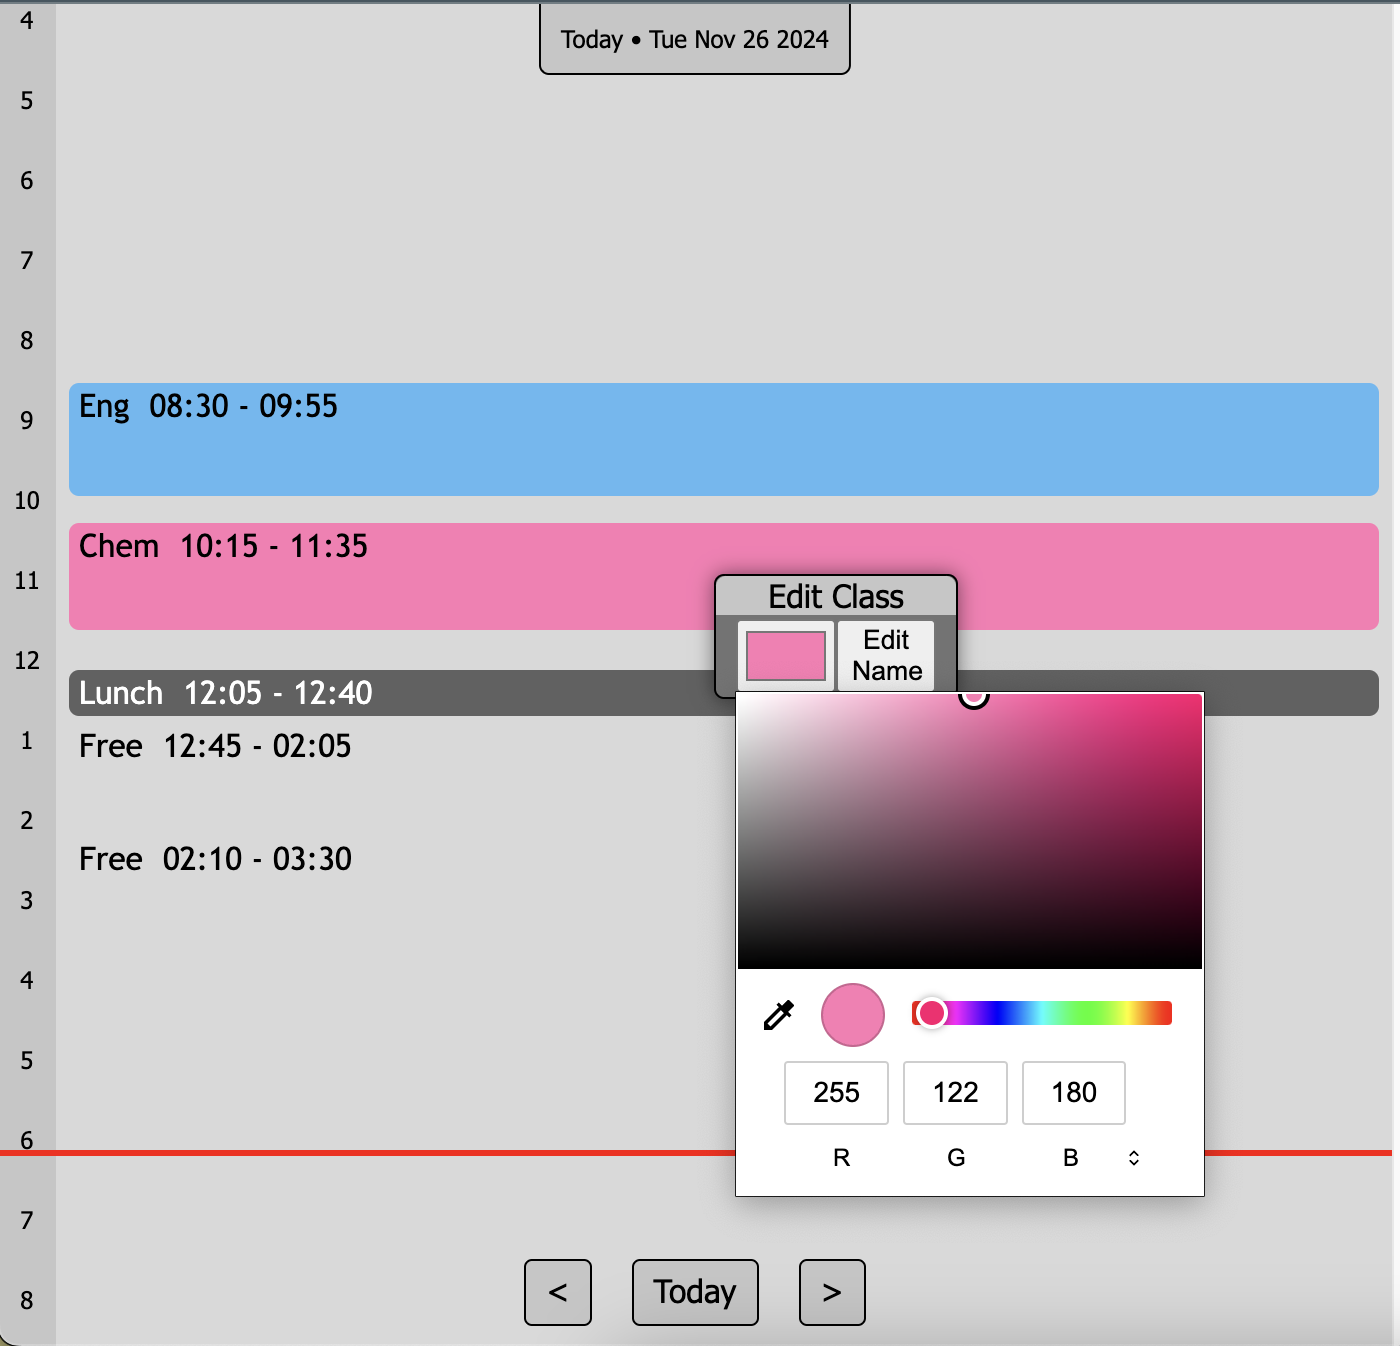 Today • Tue Nov 26 2024
4
5
6
7
8
Eng 08:30 - 09:55
9
10
Chem 10:15 - 11:35
11
Edit Class
Edit
Name
12
Lunch 12:05 - 12:40
1
Free 12:45 - 02:05
2
Free 02:10 - 03:30
3
4
5
255 122 180
6
R G B
7
< Today >
8